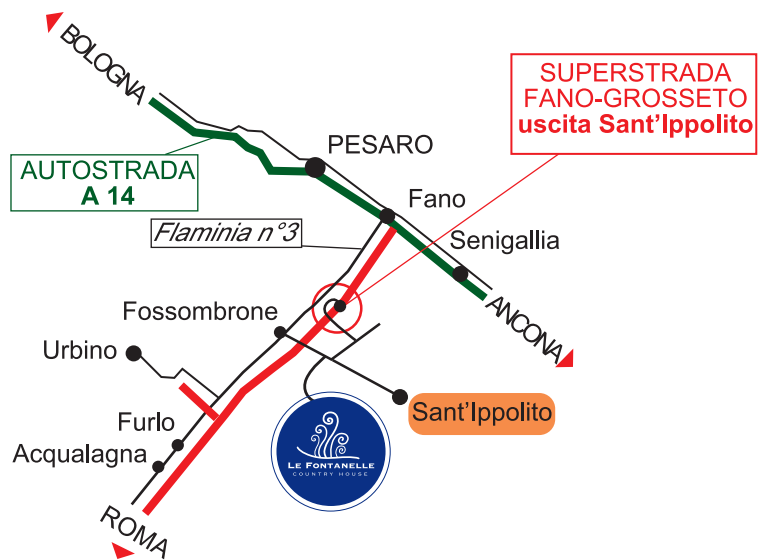 BOLOGNA
SUPERSTRADA
FANO-GROSSETO
uscita Sant'Ippolito
PESARO
AUTOSTRADA
A 14
Fano
Flaminia n°3
Senigallia
ANCONA
Fossombrone
Urbino
Sant'Ippolito
Furlo
Acqualagna
LE FONTANELLE
COUNTRY HOUSE
ROMA